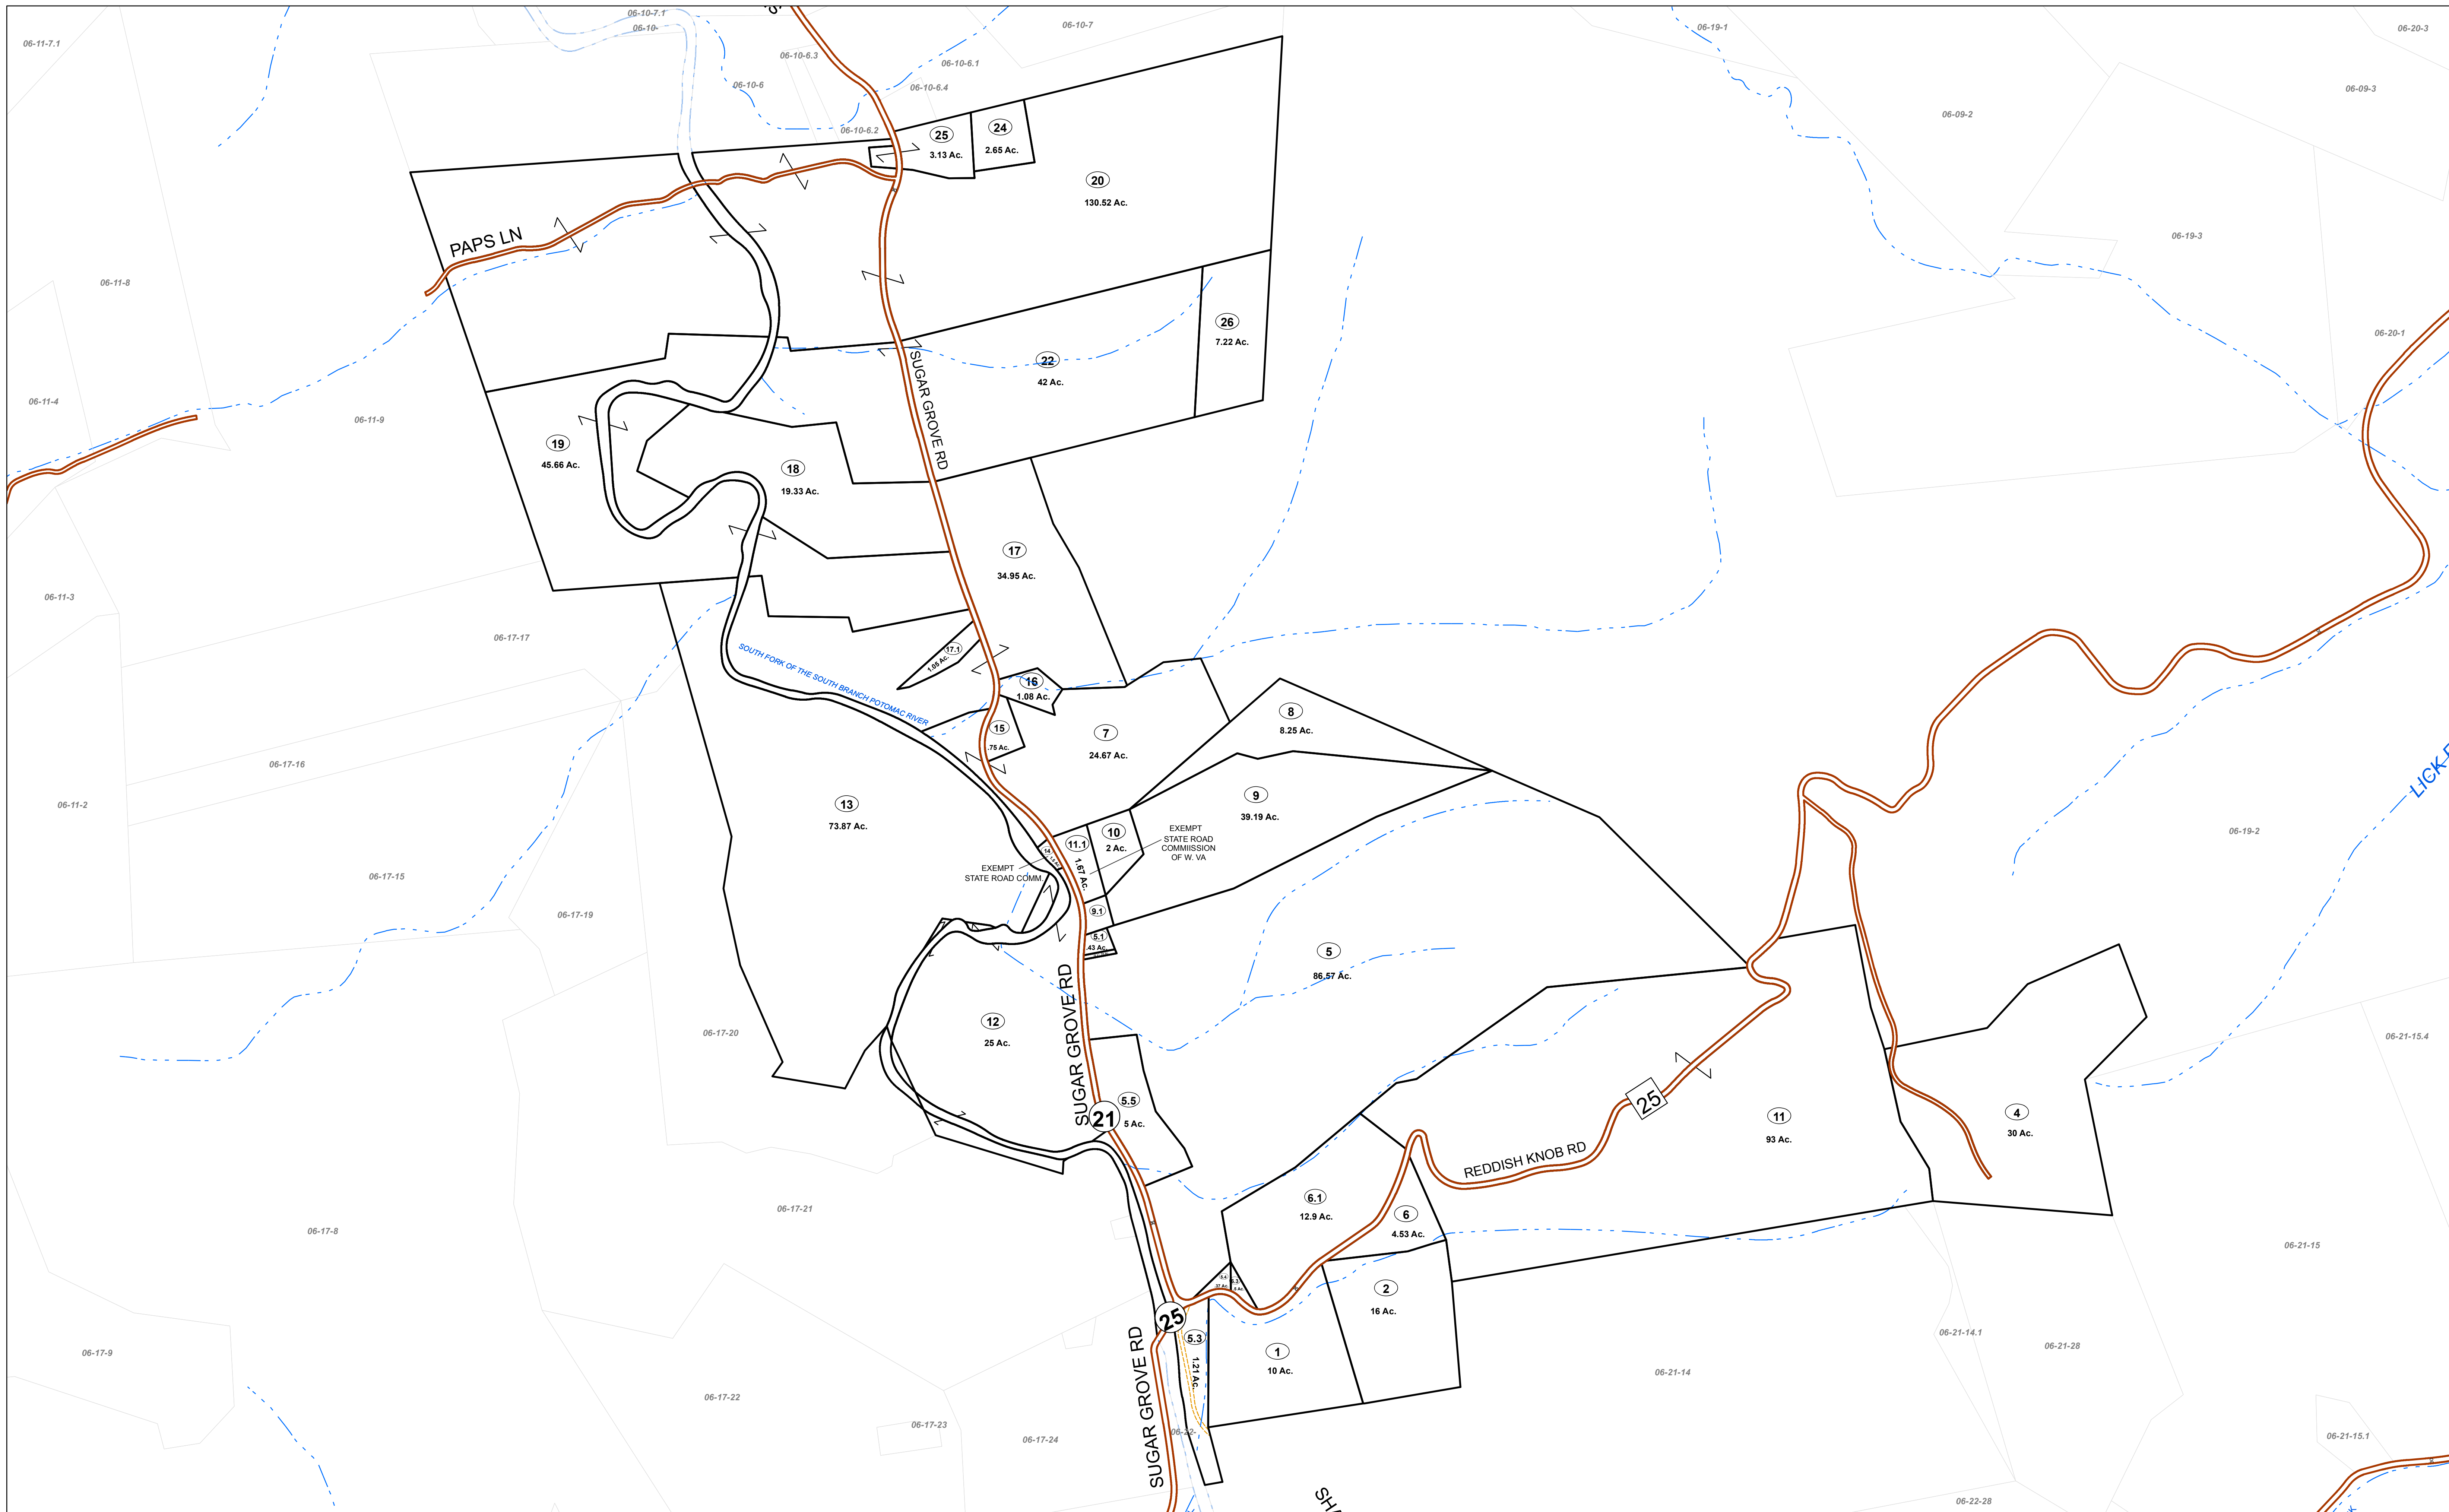 06-10-7.1
06-10-
06-10-7
06-19-1
06-20-3
06-11-7.1
06-10-6.3
06-10-6.1
06-10-6
06-10-6.4
06-09-3
06-09-2
06-10-6.2
25
3.13 Ac.
24
2.65 Ac.
20
130.52 Ac.
PAPS LN
06-19-3
06-11-8
26
7.22 Ac.
06-20-1
22
42 Ac.
SUGAR GROVE RD
06-11-4
06-11-9
19
45.66 Ac.
18
19.33 Ac.
17
34.95 Ac.
06-11-3
06-17-17
17.1
1.05 Ac.
SOUTH FORK OF THE SOUTH BRANCH POTOMAC RIVER
16
1.08 Ac.
15
.75 Ac.
7
24.67 Ac.
8
8.25 Ac.
06-17-16
06-11-2
13
73.87 Ac.
9
39.19 Ac.
LICK
06-19-2
10
2 Ac.
11.1
1.67 Ac.
14
EXEMPT
STATE ROAD
COMMIISSION
OF W. VA
EXEMPT
STATE ROAD COMM.
06-17-15
06-17-19
9.1
5.1
.43 Ac.
5
86.57 Ac.
SUGAR GROVE RD
12
25 Ac.
06-17-20
06-21-15.4
5.5
5 Ac.
21
25
11
93 Ac.
4
30 Ac.
REDDISH KNOB RD
06-17-21
06-17-8
6.1
12.9 Ac.
6
4.53 Ac.
06-21-15
2
16 Ac.
25
5.3
1.21 Ac.
1
10 Ac.
SUGAR GROVE RD
06-17-9
06-21-14.1
06-21-28
06-21-14
06-17-22
06-17-23
06-17-24
06-22-
06-21-15.1
06-22-28